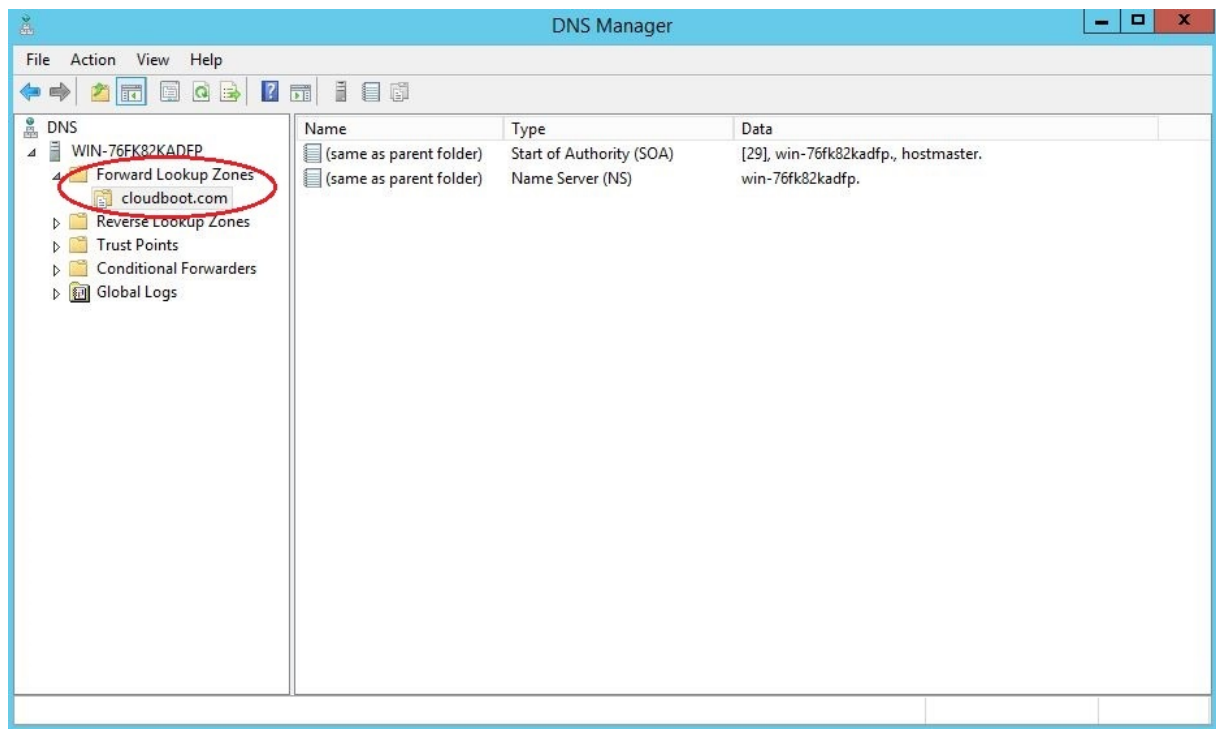 DNS Manager
File Action View Help
DNS
WIN-76FK82KADFP
Forward Lookup Zones
cloudboot.com
Reverse Lookup Zones
Trust Points
Conditional Forwarders
Global Logs
Name Type Data
(same as parent folder) Start of Authority (SOA) [29], win-76fk82kadfp., hostmaster.
(same as parent folder) Name Server (NS) win-76fk82kadfp.